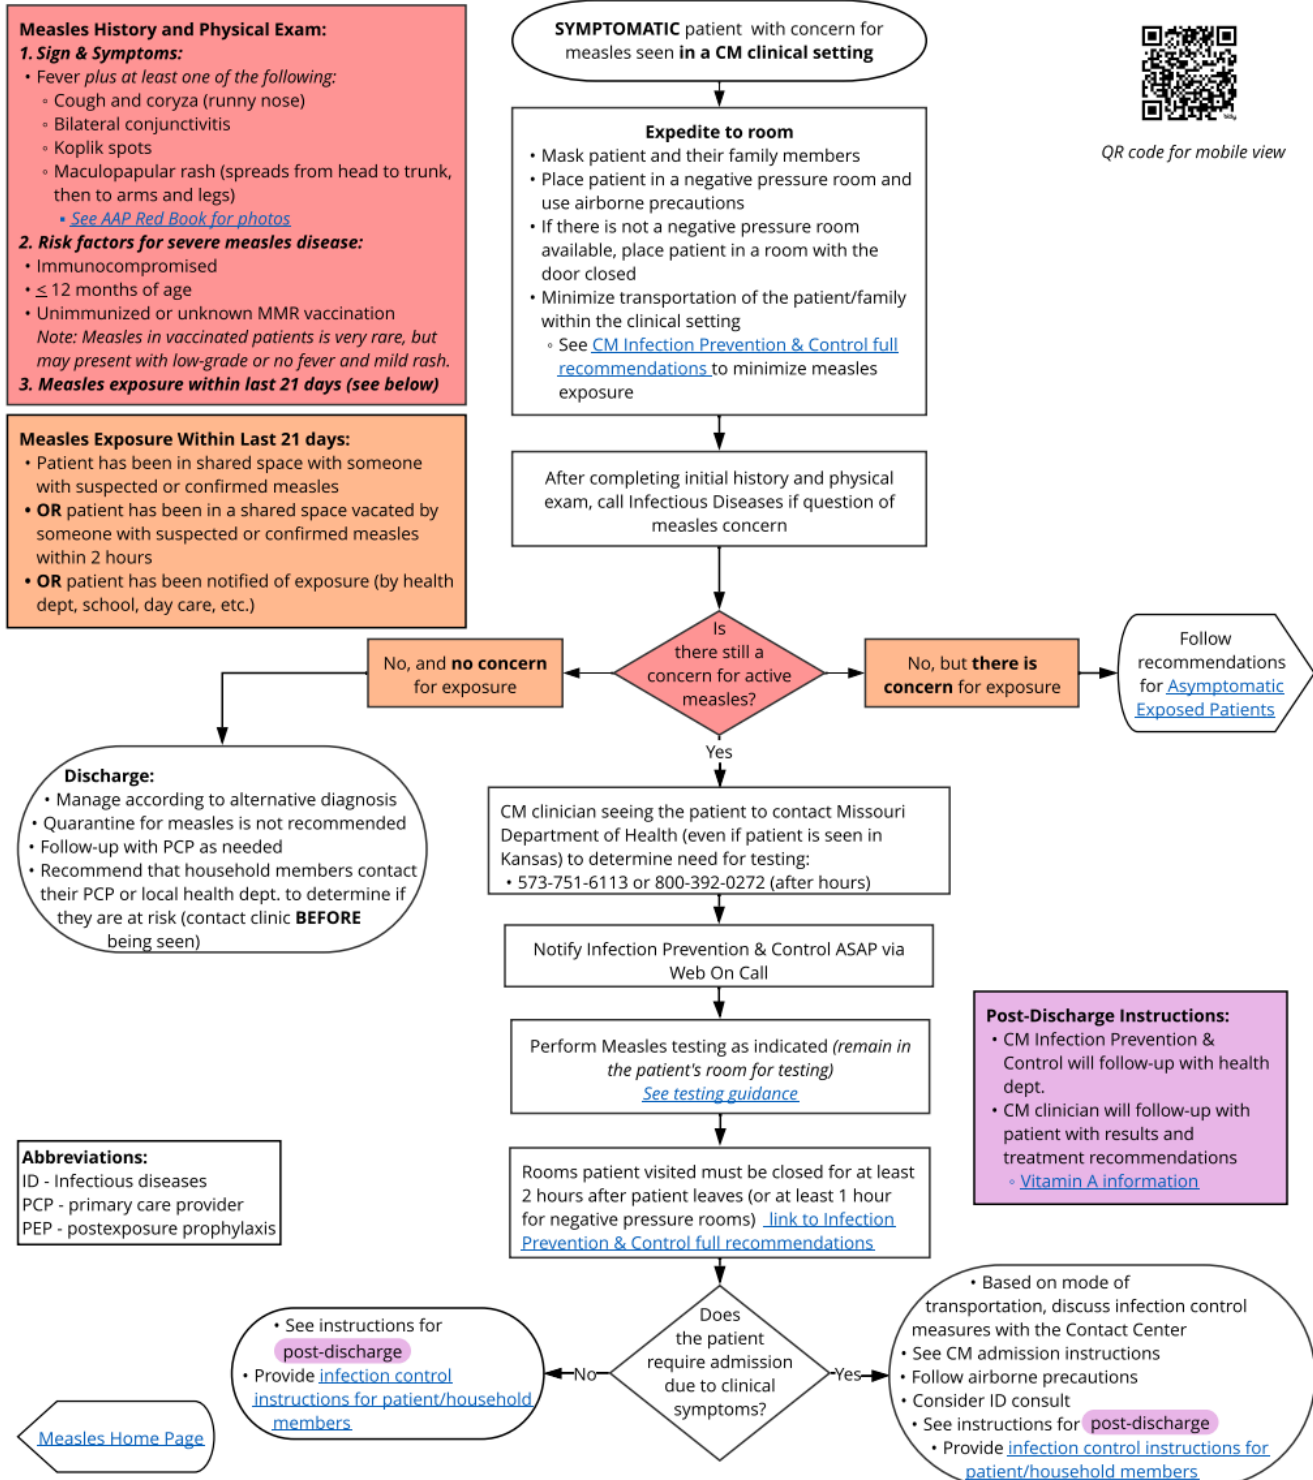 Measles History and Physical Exam:
1. Sign & Symptoms:
• Fever plus at least one of the following:
◦ Cough and coryza (runny nose)
◦ Bilateral conjunctivitis
◦ Koplik spots
◦ Maculopapular rash (spreads from head to trunk,
then to arms and legs)
▪ See AAP Red Book for photos
2. Risk factors for severe measles disease:
• Immunocompromised
• ≤ 12 months of age
• Unimmunized or unknown MMR vaccination
Note: Measles in vaccinated patients is very rare, but
may present with low-grade or no fever and mild rash.
3. Measles exposure within last 21 days (see below)
Measles Exposure Within Last 21 days:
• Patient has been in shared space with someone
with suspected or confirmed measles
• OR patient has been in a shared space vacated by
someone with suspected or confirmed measles
within 2 hours
• OR patient has been notified of exposure (by health
dept, school, day care, etc.)
SYMPTOMATIC patient with concern for
measles seen in a CM clinical setting
QR code for mobile view
Expedite to room
• Mask patient and their family members
• Place patient in a negative pressure room and
use airborne precautions
• If there is not a negative pressure room
available, place patient in a room with the
door closed
• Minimize transportation of the patient/family
within the clinical setting
◦ See CM Infection Prevention & Control full
recommendations to minimize measles
exposure
After completing initial history and physical
exam, call Infectious Diseases if question of
measles concern
Is
there still a
concern for active
measles?
No, and no concern
for exposure
No, but there is
concern for exposure
Follow
recommendations
for Asymptomatic
Exposed Patients
Discharge:
• Manage according to alternative diagnosis
• Quarantine for measles is not recommended
• Follow-up with PCP as needed
• Recommend that household members contact
their PCP or local health dept. to determine if
they are at risk (contact clinic BEFORE
being seen)
Yes
CM clinician seeing the patient to contact Missouri
Department of Health (even if patient is seen in
Kansas) to determine need for testing:
• 573-751-6113 or 800-392-0272 (after hours)
Notify Infection Prevention & Control ASAP via
Web On Call
Perform Measles testing as indicated (remain in
the patient's room for testing)
See testing guidance
Post-Discharge Instructions:
• CM Infection Prevention &
Control will follow-up with health
dept.
• CM clinician will follow-up with
patient with results and
treatment recommendations
◦ Vitamin A information
Abbreviations:
ID - Infectious diseases
PCP - primary care provider
PEP - postexposure prophylaxis
Rooms patient visited must be closed for at least
2 hours after patient leaves (or at least 1 hour
for negative pressure rooms) link to Infection
Prevention & Control full recommendations
Does
the patient
require admission
due to clinical
symptoms?
No
Yes
• See instructions for
post-discharge
• Provide infection control
instructions for patient/household
members
• Based on mode of
transportation, discuss infection control
measures with the Contact Center
• See CM admission instructions
• Follow airborne precautions
• Consider ID consult
• See instructions for post-discharge
• Provide infection control instructions for
patient/household members
Measles Home Page